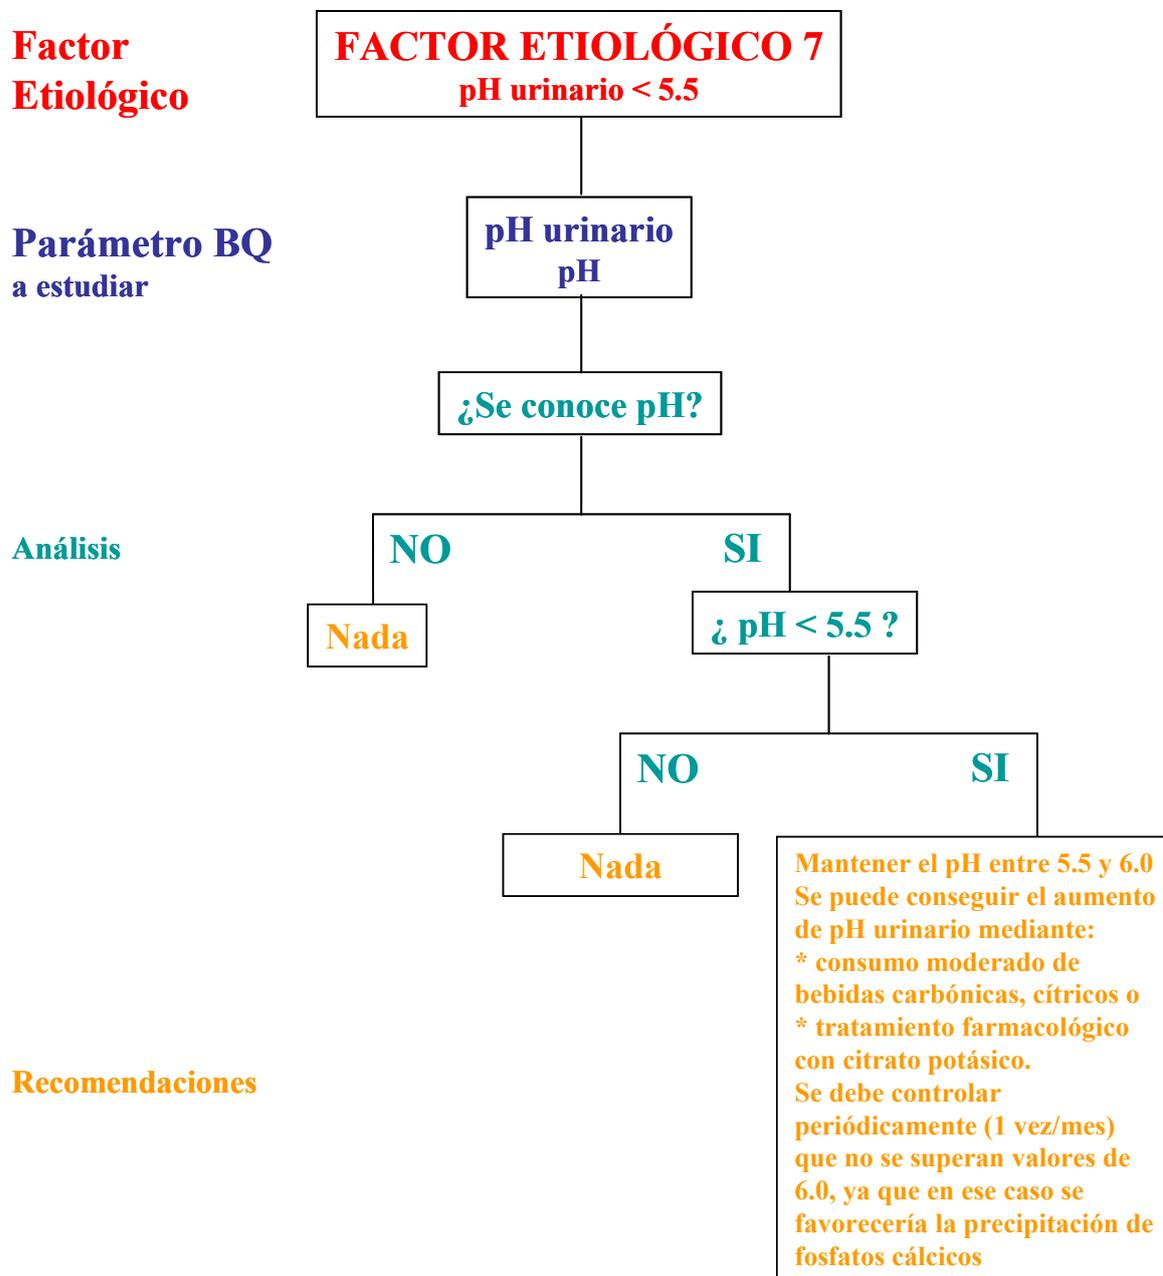 Factor
Etiológico
FACTOR ETIOLÓGICO 7
pH urinario < 5.5
Parámetro BQ
a estudiar
pH urinario
pH
¿Se conoce pH?
Análisis
NO
SI
Nada
¿ pH < 5.5 ?
NO
SI
Nada
Recomendaciones
Mantener el pH entre 5.5 y 6.0
Se puede conseguir el aumento
de pH urinario mediante:
* consumo moderado de
bebidas carbónicas, cítricos o
* tratamiento farmacológico
con citrato potásico.
Se debe controlar
periódicamente (1 vez/mes)
que no se superan valores de
6.0, ya que en ese caso se
favorecería la precipitación de
fosfatos cálcicos